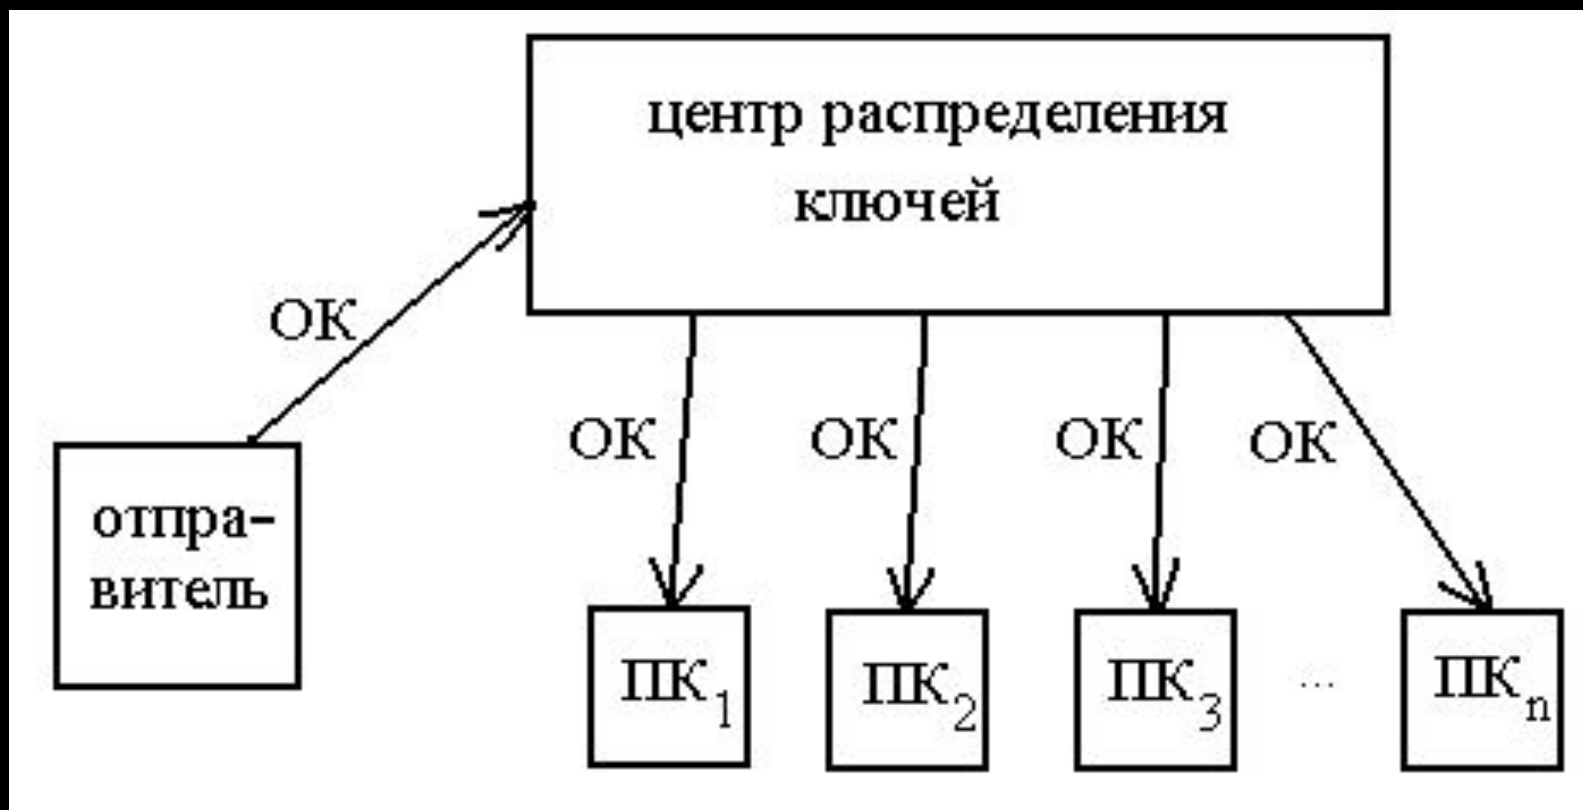 центр распределения
ключей
ОК
ОК
ОК
ОК
ОК
отпра-
витель
ПК1
ПК2
ПК3
...
ПКn